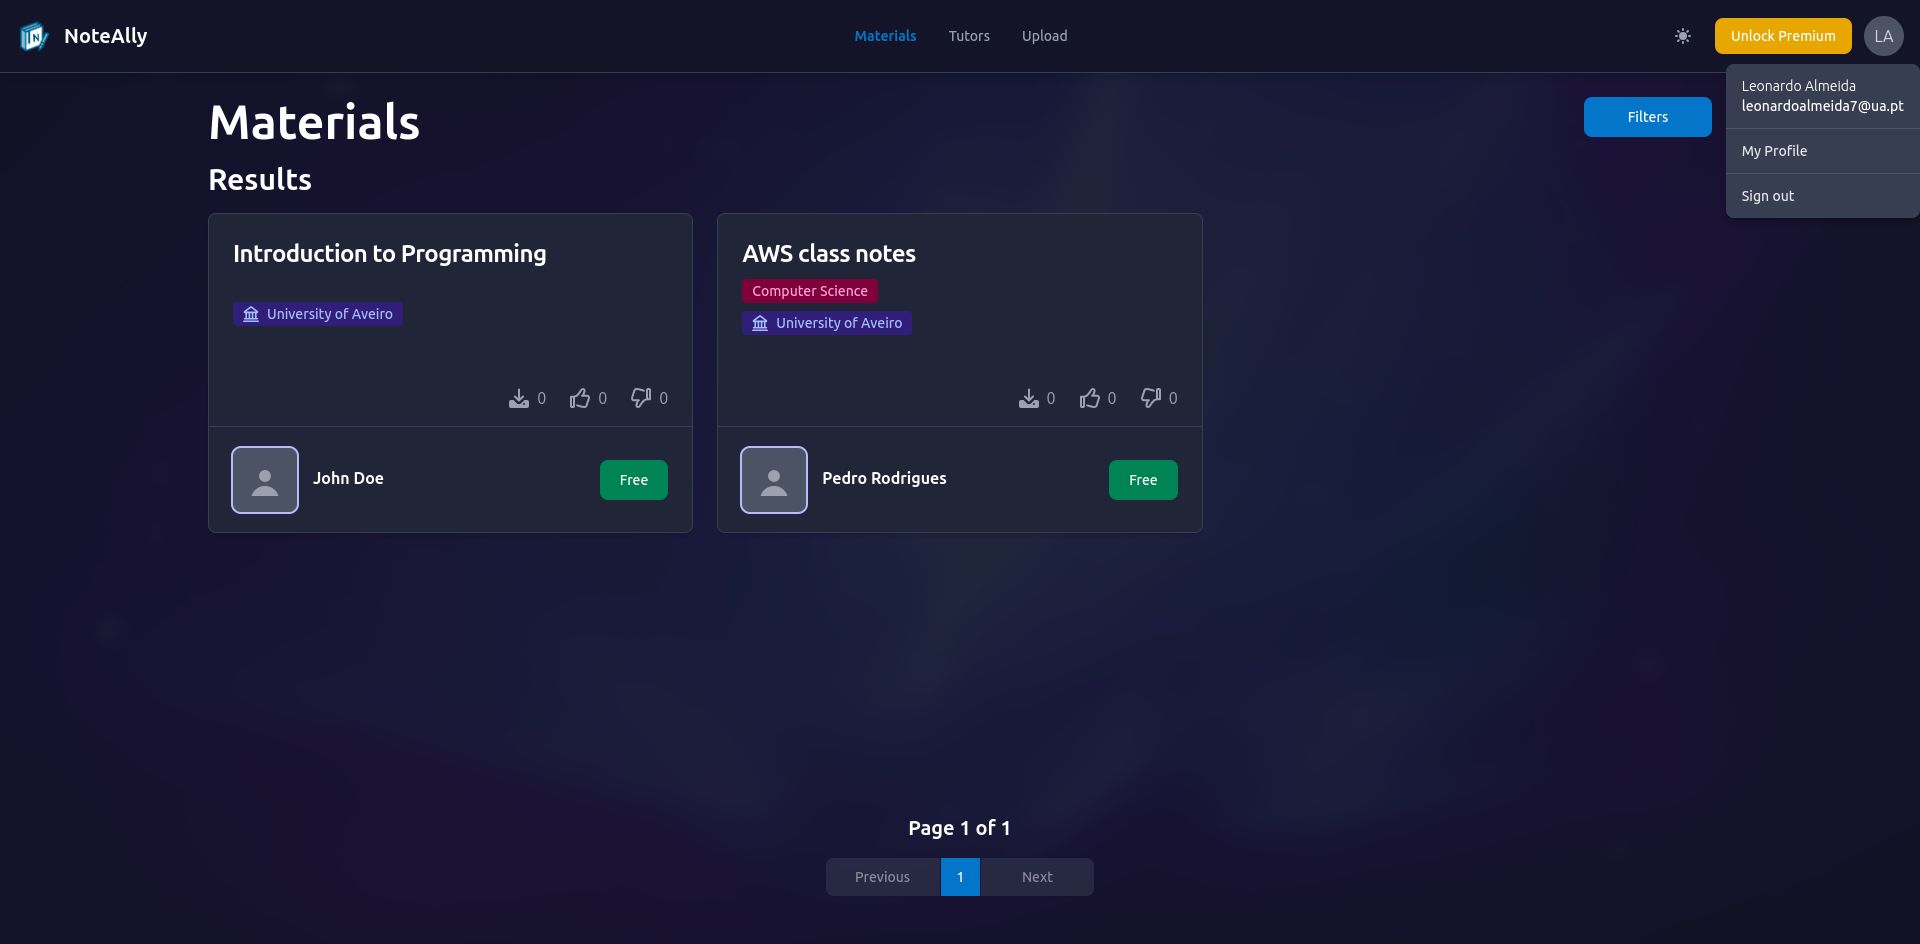 NoteAlly
Materials
Tutors
Upload
Unlock Premium
LA
Leonardo Almeida
leonardoalmeida7@ua.pt
My Profile
Sign out
Materials
Filters
Results
Introduction to Programming
University of Aveiro
0 0 0
John Doe
Free
AWS class notes
Computer Science
University of Aveiro
0 0 0
Pedro Rodrigues
Free
Page 1 of 1
Previous 1 Next